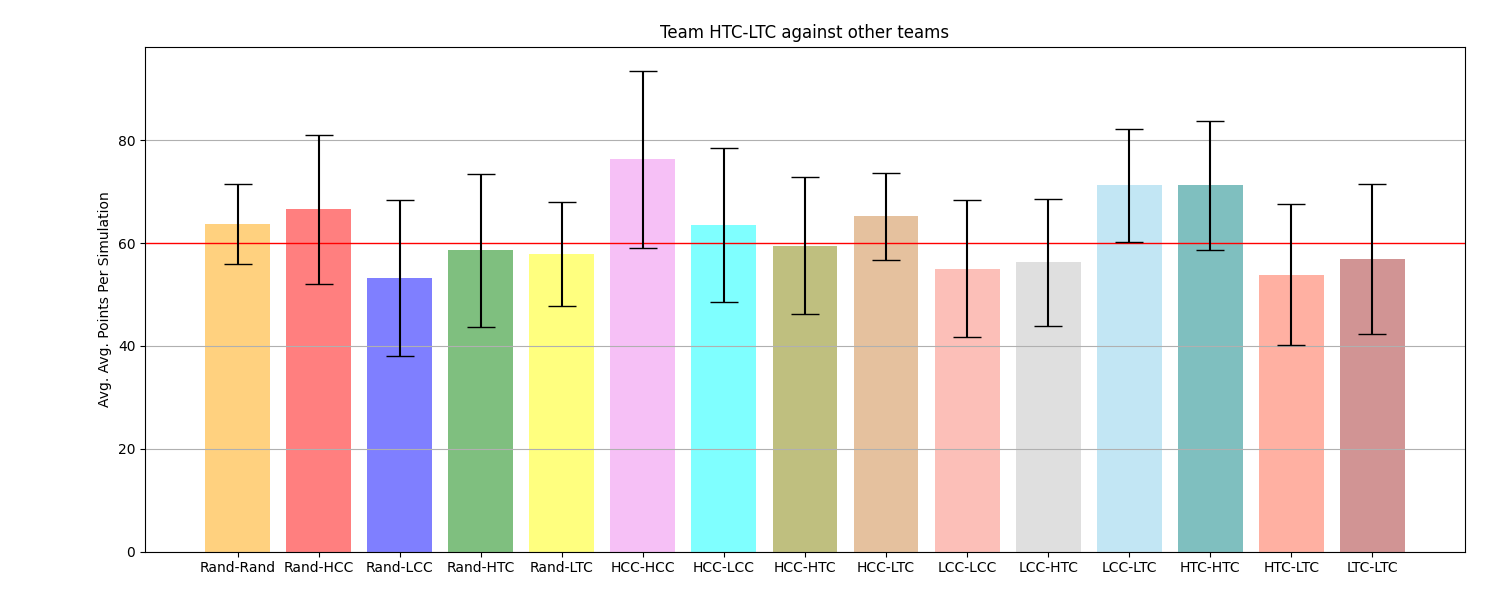 Team HTC-LTC against other teams
Avg. Avg. Points Per Simulation
80
60
40
20
0
Rand-Rand Rand-HCC Rand-LCC Rand-HTC Rand-LTC HCC-HCC HCC-LCC HCC-HTC HCC-LTC LCC-LCC LCC-HTC LCC-LTC HTC-HTC HTC-LTC LTC-LTC